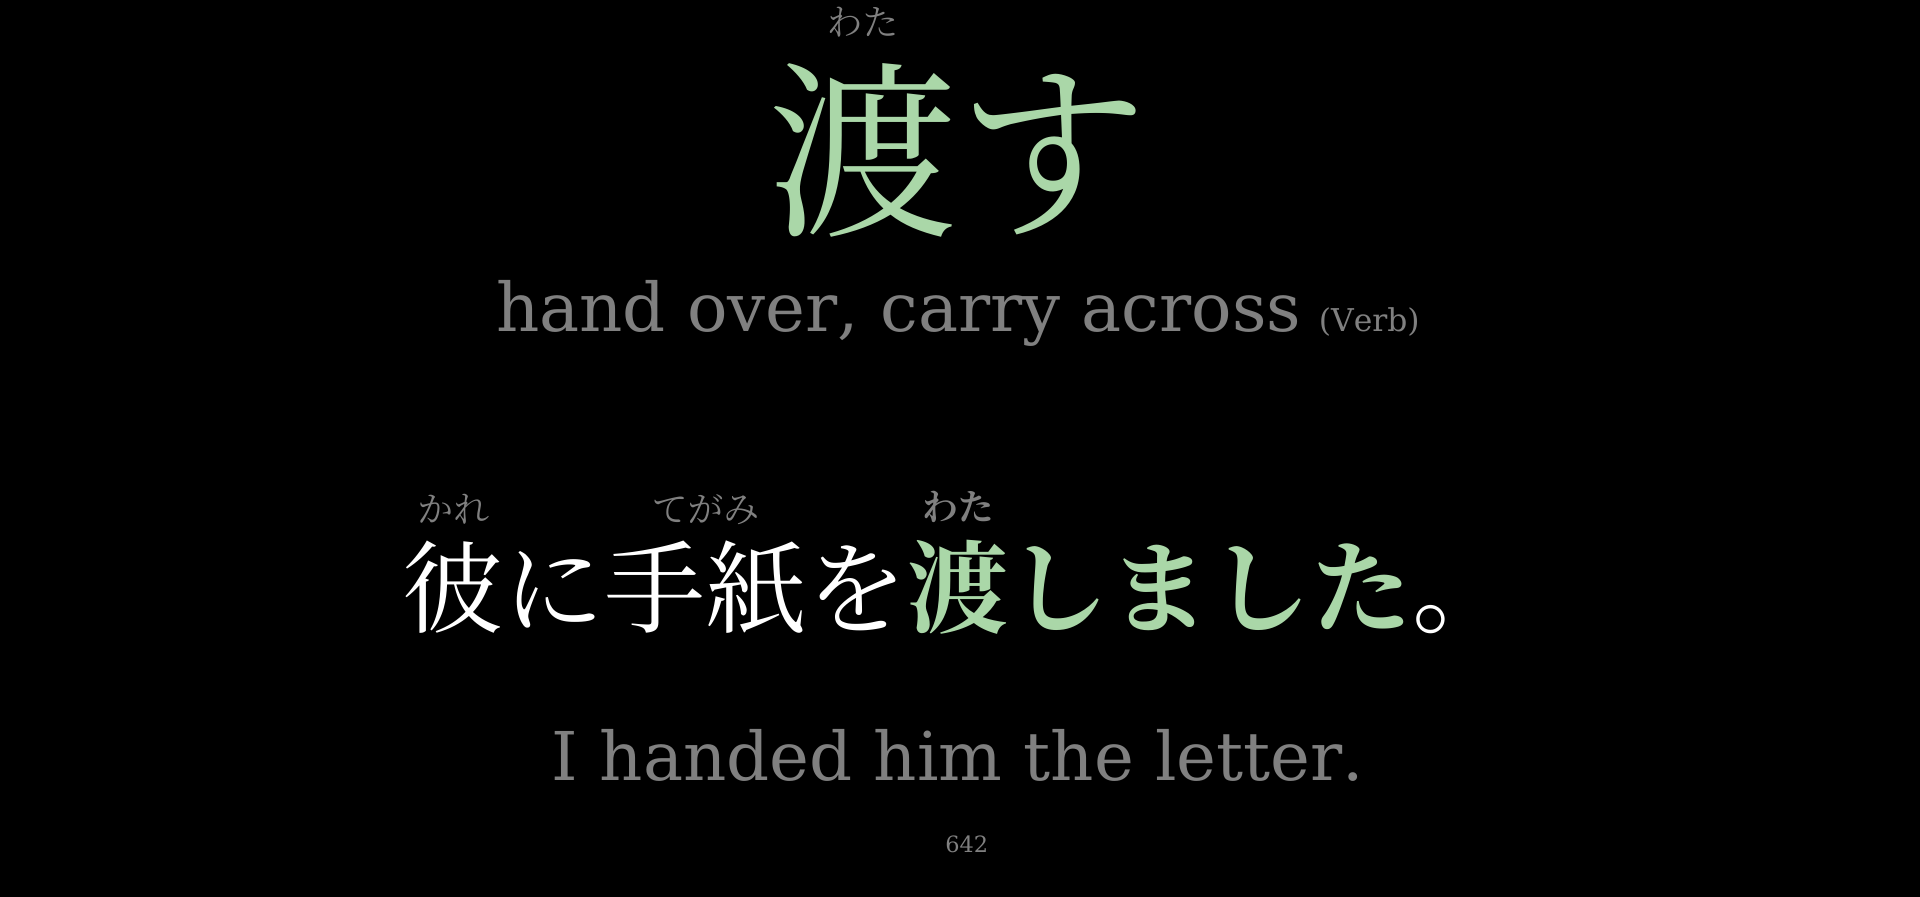 わた
渡す
hand over, carry across (Verb)
かれ てがみ わた
彼に手紙を渡しました。
I handed him the letter.
642